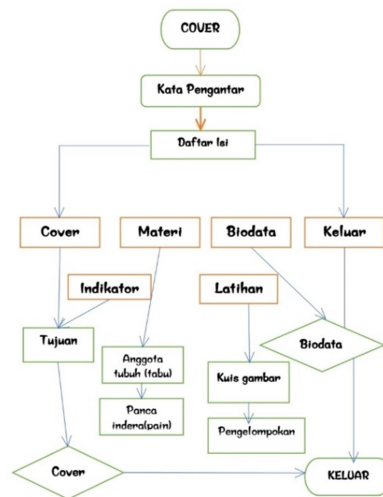 COVER
Kata Pengantar
Daftar Isi
Cover
Materi
Biodata
Keluar
Indikator
Latihan
Tujuan
Anggota
tubuh (tabu)
Kuis gambar
Biodata
Panca
indera(pain)
Pengelompokan
Cover
KELUAR